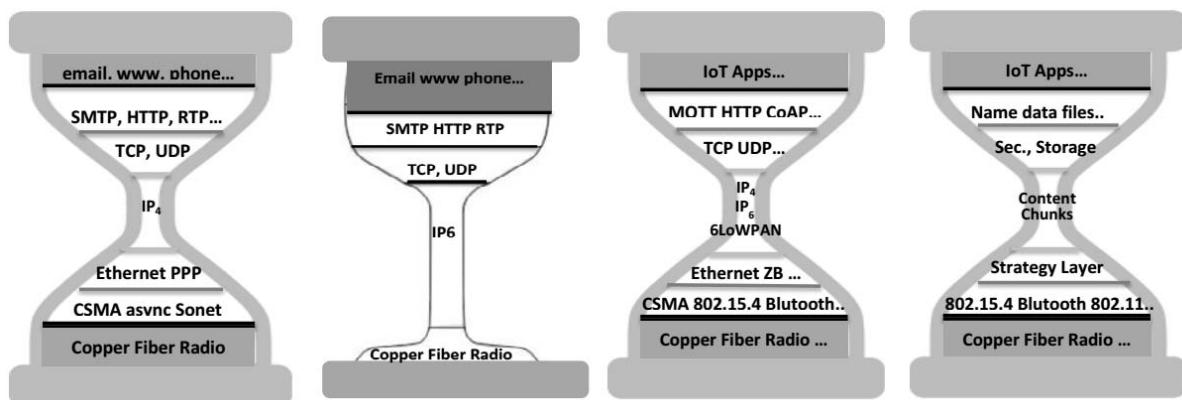 email. www. phone...
SMTP, HTTP, RTP...
TCP, UDP
IP4
Ethernet PPP
CSMA async Sonet
Copper Fiber Radio
Email www phone...
SMTP HTTP RTP
TCP, UDP
IP6
Copper Fiber Radio
IoT Apps...
MQTT HTTP CoAP...
TCP UDP...
IP4
IP6
6LoWPAN
Ethernet ZB ...
CSMA 802.15.4 Blutooth..
Copper Fiber Radio ...
IoT Apps...
Name data files..
Sec., Storage
Content
Chunks
Strategy Layer
802.15.4 Blutooth 802.11..
Copper Fiber Radio ...